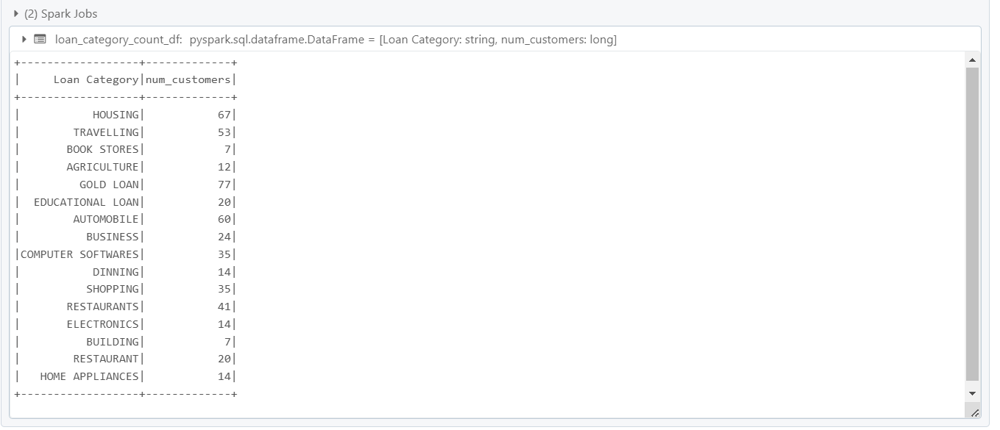 (2) Spark Jobs
loan_category_count_df: pyspark.sql.dataframe.DataFrame = [Loan Category: string, num_customers: long]
+------------------+-------------+
|     Loan Category|num_customers|
+------------------+-------------+
|           HOUSING|           67|
|        TRAVELLING|           53|
|       BOOK STORES|            7|
|       AGRICULTURE|           12|
|         GOLD LOAN|           77|
|  EDUCATIONAL LOAN|           20|
|        AUTOMOBILE|           60|
|          BUSINESS|           24|
|COMPUTER SOFTWARES|           35|
|           DINNING|           14|
|          SHOPPING|           35|
|       RESTAURANTS|           41|
|       ELECTRONICS|           14|
|          BUILDING|            7|
|        RESTAURANT|           20|
|   HOME APPLIANCES|           14|
+------------------+-------------+